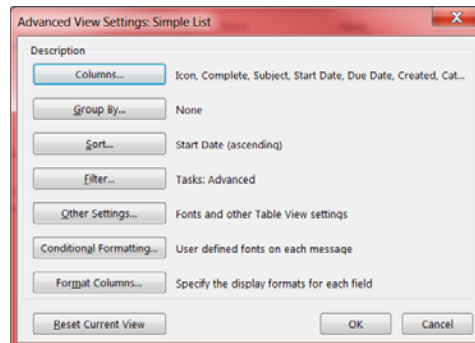 Advanced View Settings: Simple List
Description
Columns... Icon, Complete, Subject, Start Date, Due Date, Created, Cat...
Group By... None
Sort... Start Date (ascending)
Filter... Tasks: Advanced
Other Settings... Fonts and other Table View settings
Conditional Formatting... User defined fonts on each message
Format Columns... Specify the display formats for each field
Reset Current View OK Cancel